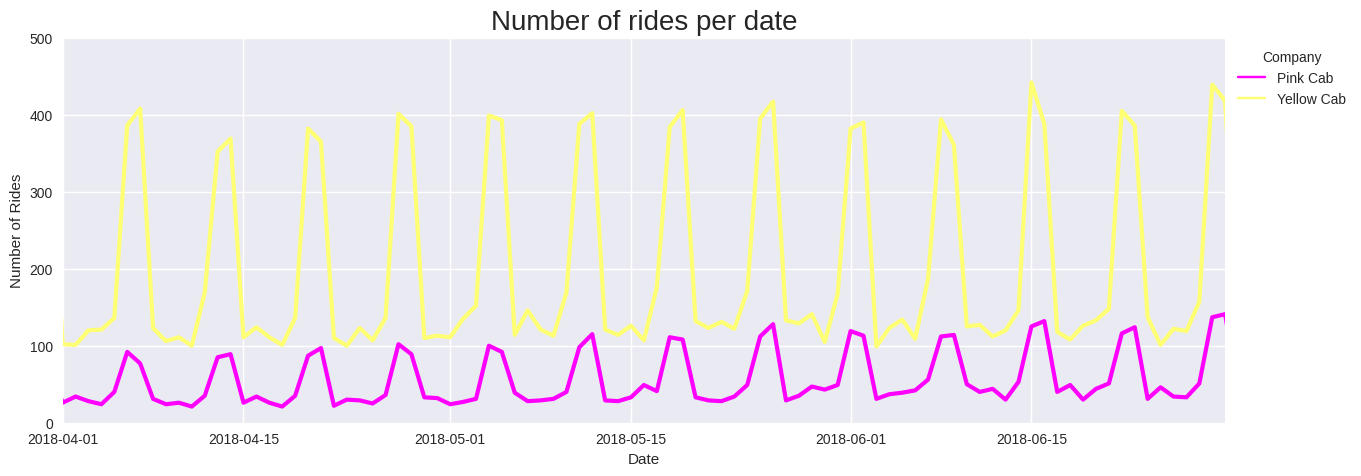 Number of rides per date
500
400
300
200
100
0
Number of Rides
2018-04-01
2018-04-15
2018-05-01
2018-05-15
2018-06-01
2018-06-15
Date
Company
Pink Cab
Yellow Cab